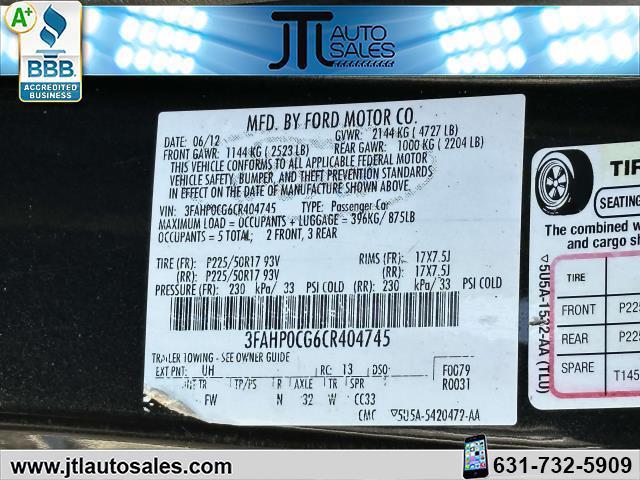 A+
BBB
ACCREDITED
BUSINESS
JTL AUTO
SALES
MFD. BY FORD MOTOR CO.
DATE: 06/12 GVWR: 2144 KG ( 4727 LB)
FRONT GAWR: 1144 KG ( 2523 LB) REAR GAWR: 1000 KG ( 2204 LB)
THIS VEHICLE CONFORMS TO ALL APPLICABLE FEDERAL MOTOR
VEHICLE SAFETY, BUMPER, AND THEFT PREVENTION STANDARDS
IN EFFECT ON THE DATE OF MANUFACTURE SHOWN ABOVE.
VIN: 3FAHP0CG6CR404745 TYPE: Passenger Car
MAXIMUM LOAD = OCCUPANTS + LUGGAGE = 396KG/ 875LB
OCCUPANTS = 5 TOTAL; 2 FRONT, 3 REAR
TIRE (FR): P225/50R17 93V RIMS (FR): 17X7.5J
(RR): P225/50R17 93V (RR): 17X7.5J
PRESSURE (FR): 230 kPa/ 33 PSI COLD (RR): 230 kPa/ 33 PSI COLD
3FAHP0CG6CR404745
TRAILER TOWING - SEE OWNER GUIDE
EXT PNT: UH RC: 13 DSO: F0079
R0031
INT TR TP/PS R AXLE TR SPR
FW N 32 W CC33
CMC ▽5U5A-5420472-AA
TIR
SEATING
The combined w
and cargo sh
TIRE
FRONT P225
REAR P225
SPARE T145
▽5U5A-1532-AA (TLU)
www.jtlautosales.com 631-732-5909